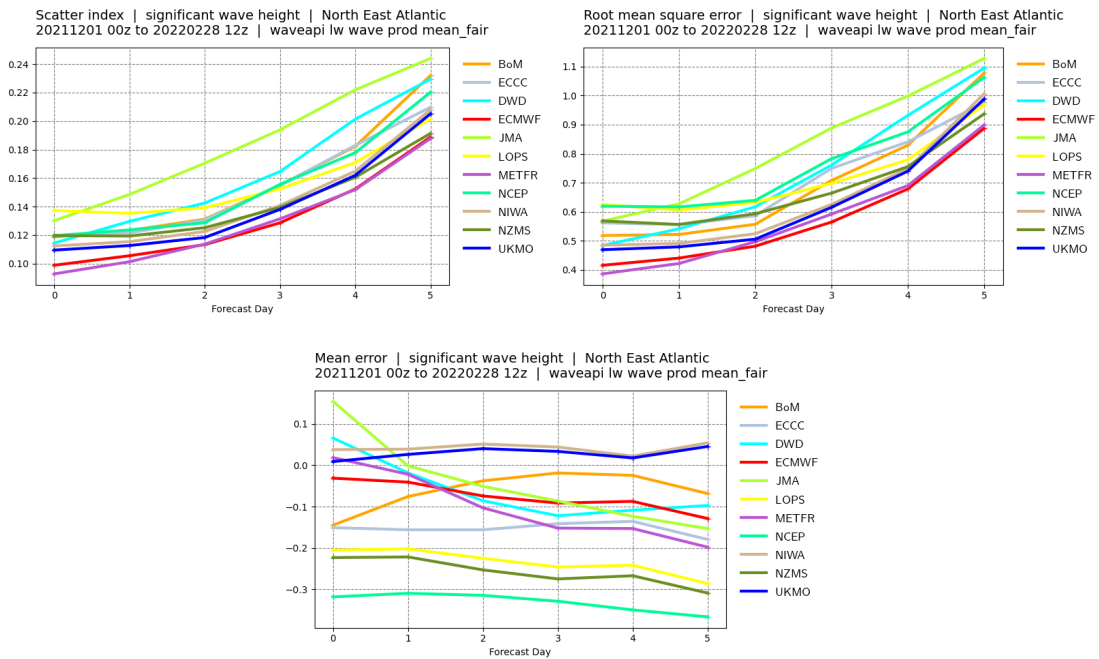 Scatter index | significant wave height | North East Atlantic
20211201 00z to 20220228 12z | waveapi lw wave prod mean_fair
0.24
0.22
0.20
0.18
0.16
0.14
0.12
0.10
0 1 2 3 4 5
Forecast Day
BoM
ECCC
DWD
ECMWF
JMA
LOPS
METFR
NCEP
NIWA
NZMS
UKMO
Root mean square error | significant wave height | North East Atlantic
20211201 00z to 20220228 12z | waveapi lw wave prod mean_fair
1.1
1.0
0.9
0.8
0.7
0.6
0.5
0.4
0 1 2 3 4 5
Forecast Day
BoM
ECCC
DWD
ECMWF
JMA
LOPS
METFR
NCEP
NIWA
NZMS
UKMO
Mean error | significant wave height | North East Atlantic
20211201 00z to 20220228 12z | waveapi lw wave prod mean_fair
0.1
0.0
−0.1
−0.2
−0.3
0 1 2 3 4 5
Forecast Day
BoM
ECCC
DWD
ECMWF
JMA
LOPS
METFR
NCEP
NIWA
NZMS
UKMO